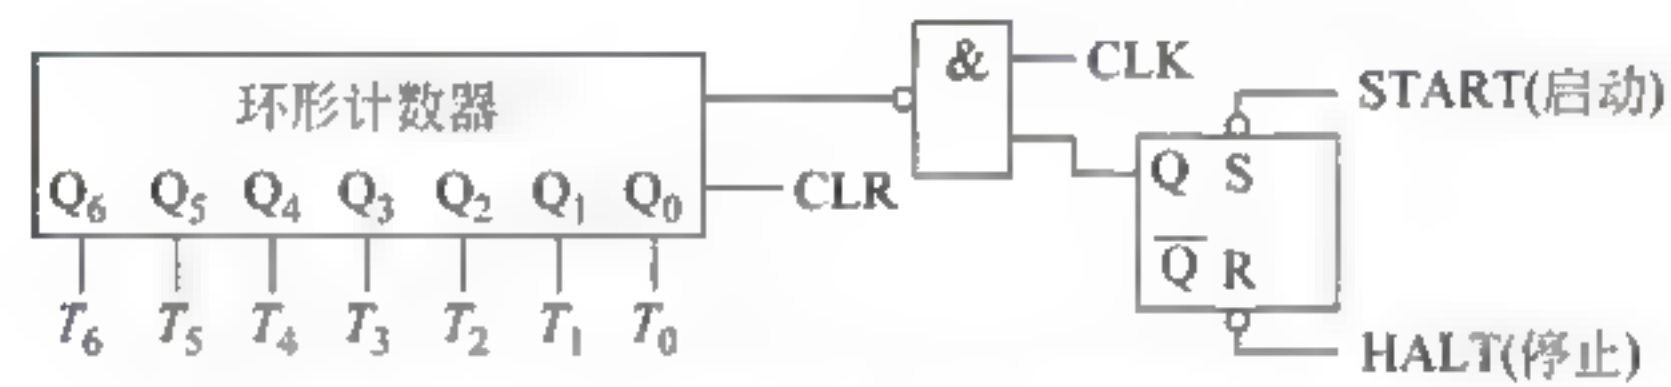 环形计数器
Q₆ Q₅ Q₄ Q₃ Q₂ Q₁ Q₀
T₆ T₅ T₄ T₃ T₂ T₁ T₀
CLR
&
CLK
START(启动)
Q S
Q̅ R
HALT(停止)